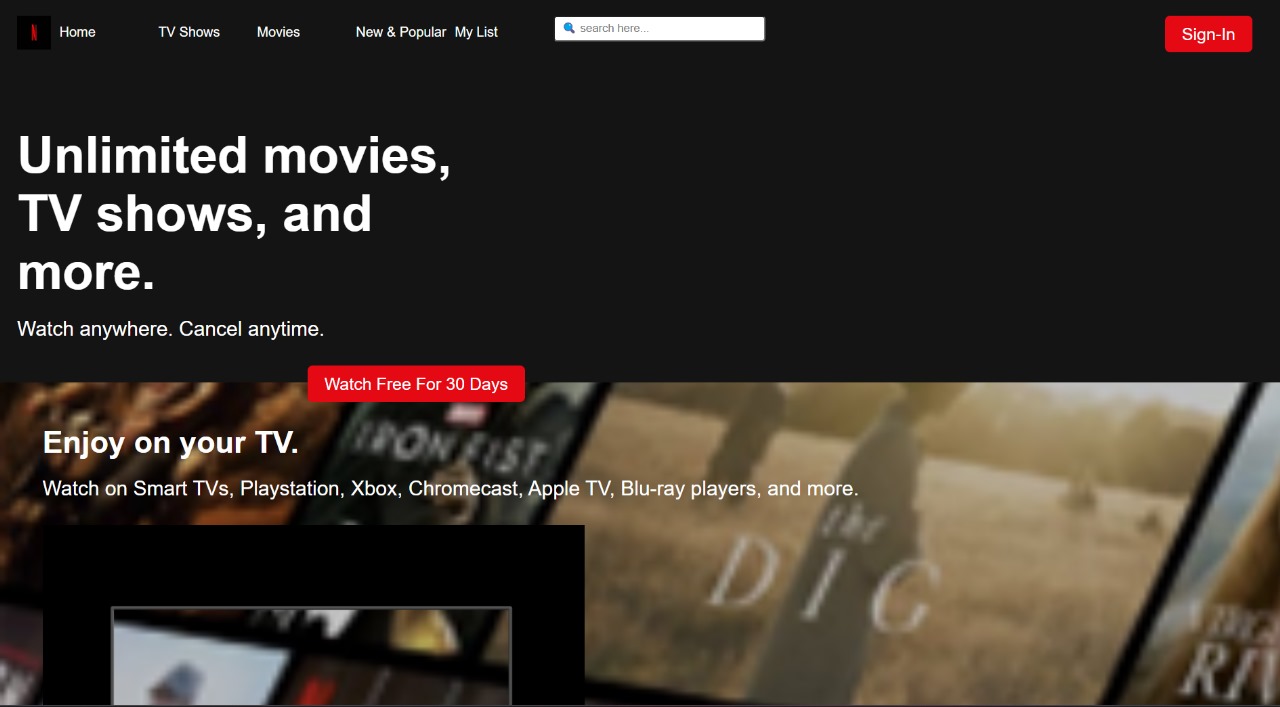 N Home TV Shows Movies New & Popular My List search here... Sign-In
Unlimited movies,
TV shows, and
more.
Watch anywhere. Cancel anytime.
Watch Free For 30 Days
IRON FIST
Enjoy on your TV.
Watch on Smart TVs, Playstation, Xbox, Chromecast, Apple TV, Blu-ray players, and more.
the
DIG